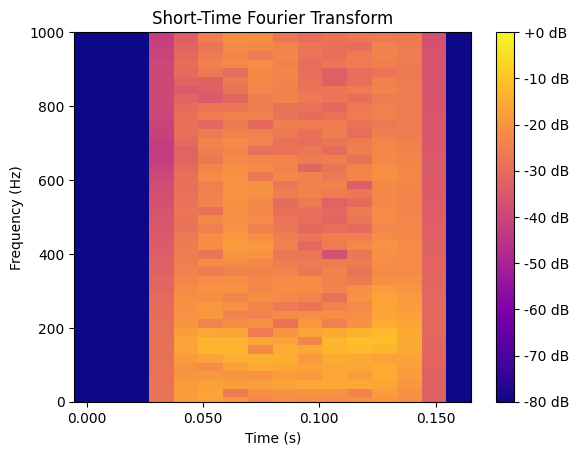 Short-Time Fourier Transform
Frequency (Hz)
1000
800
600
400
200
0
0.000
0.050
0.100
0.150
Time (s)
+0 dB
-10 dB
-20 dB
-30 dB
-40 dB
-50 dB
-60 dB
-70 dB
-80 dB